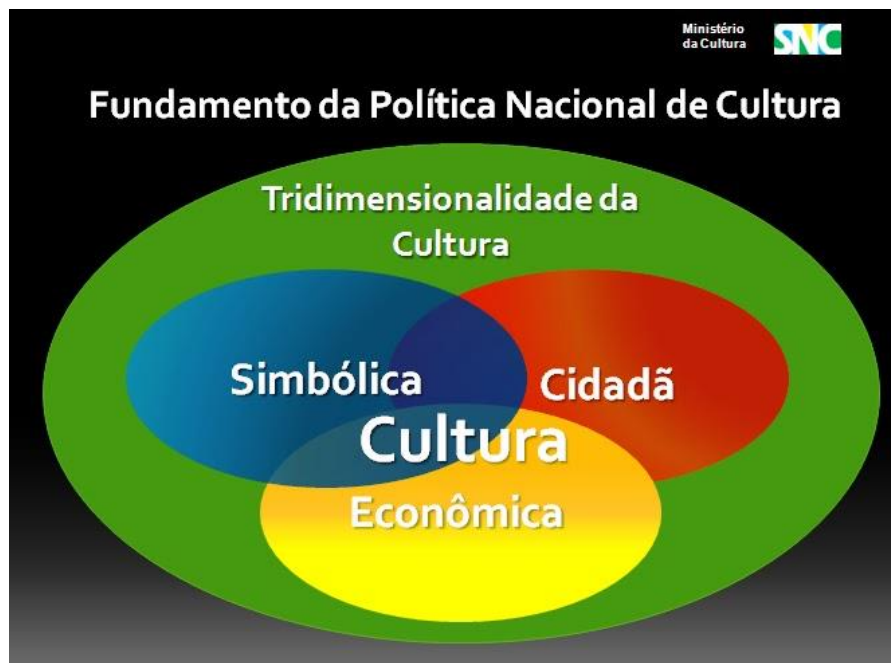 Ministério
da Cultura
SNC
Fundamento da Política Nacional de Cultura
Tridimensionalidade da
Cultura
Simbólica
Cidadã
Cultura
Econômica